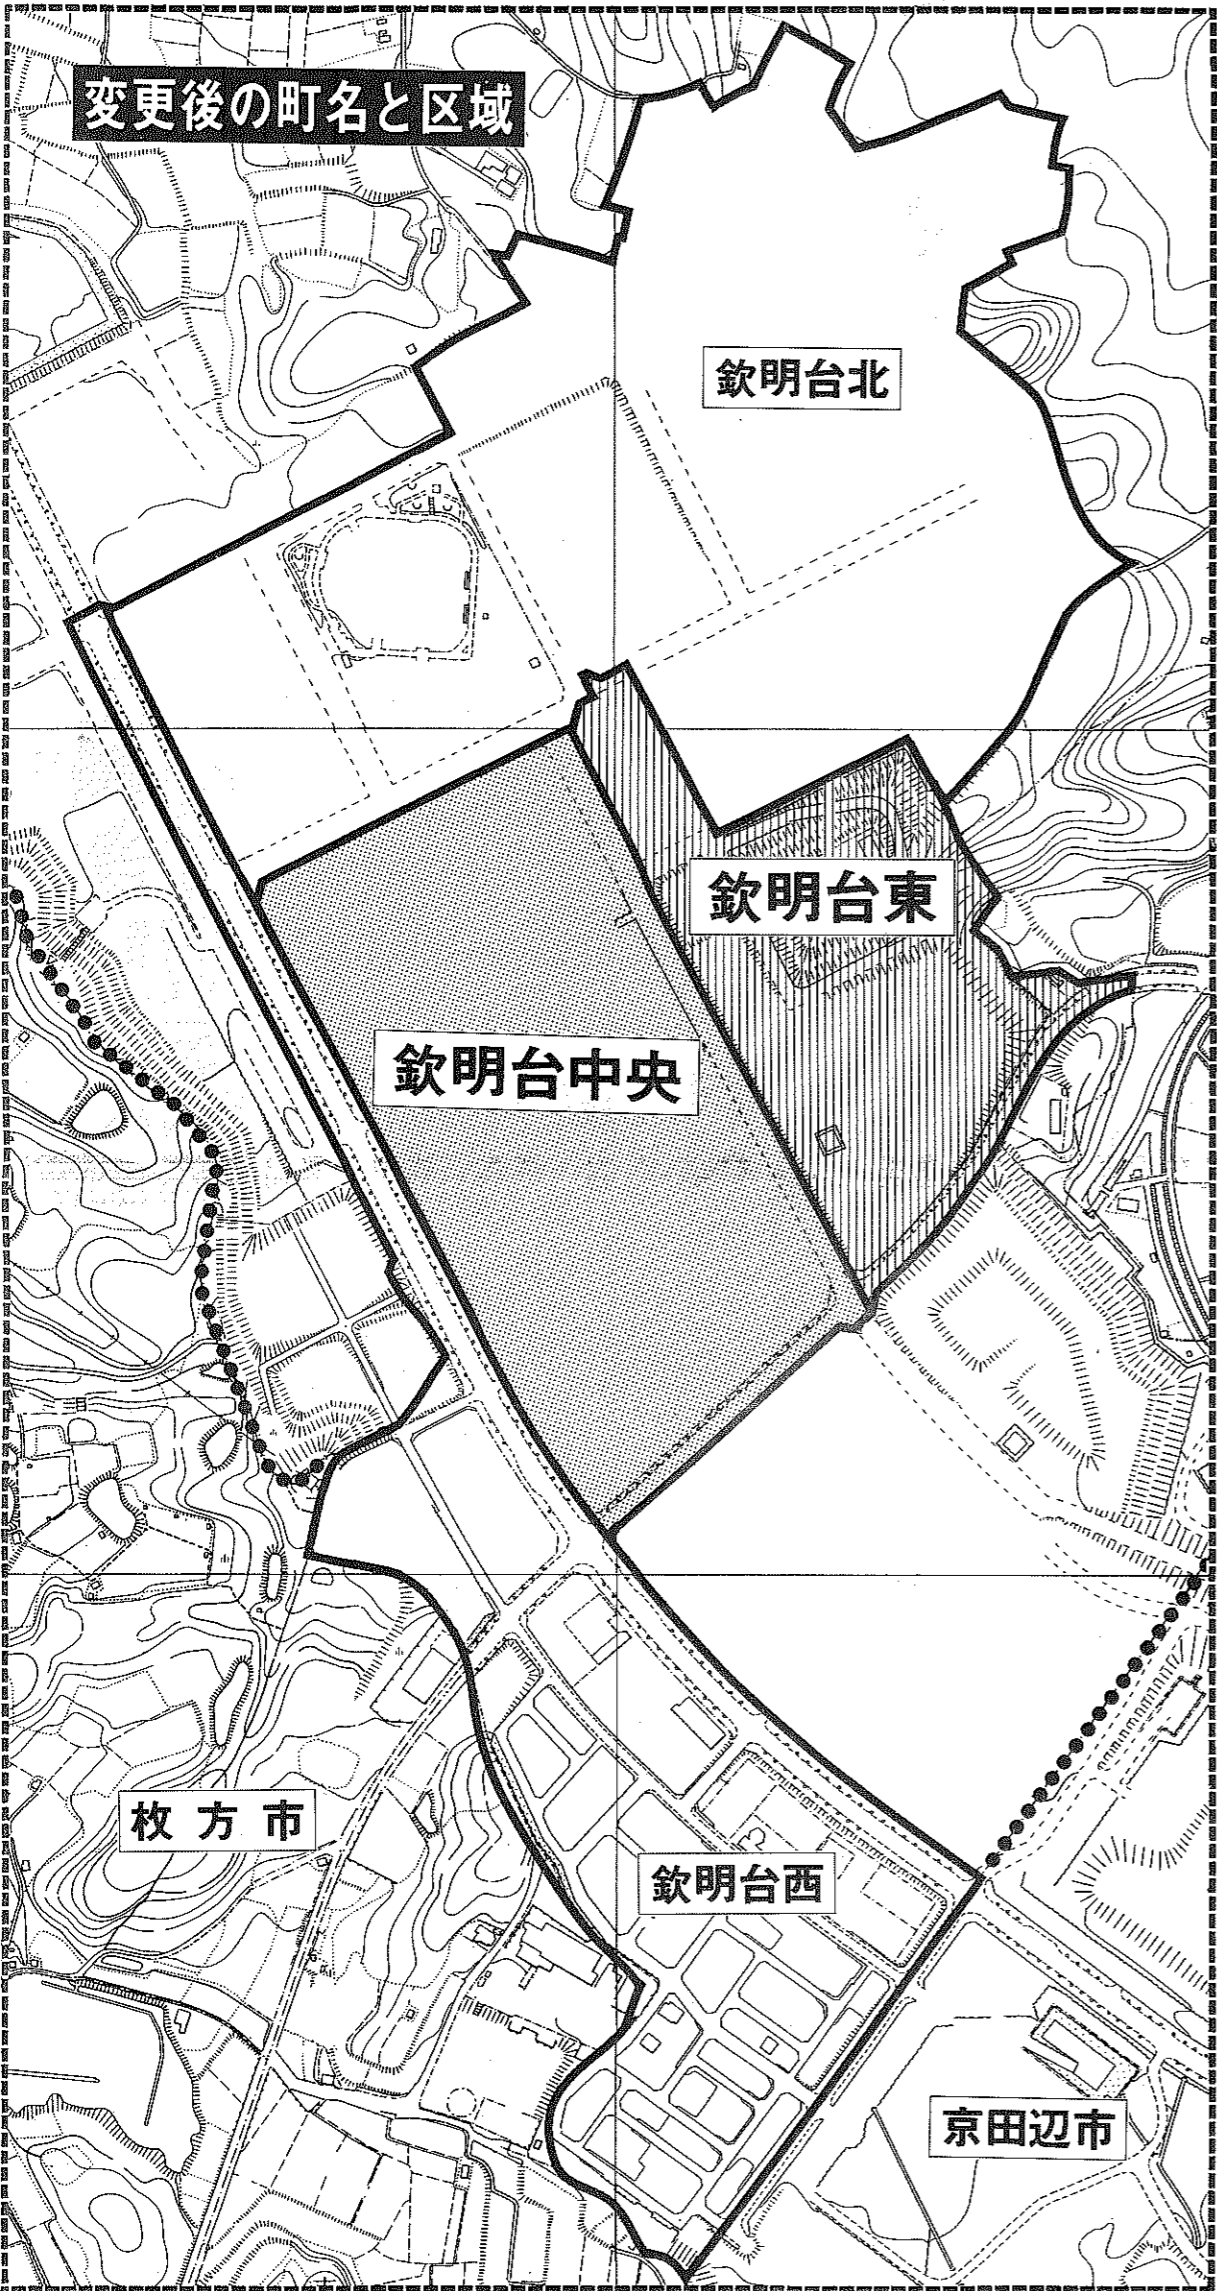 変更後の町名と区域
欽明台北
欽明台東
欽明台中央
枚方市
欽明台西
京田辺市